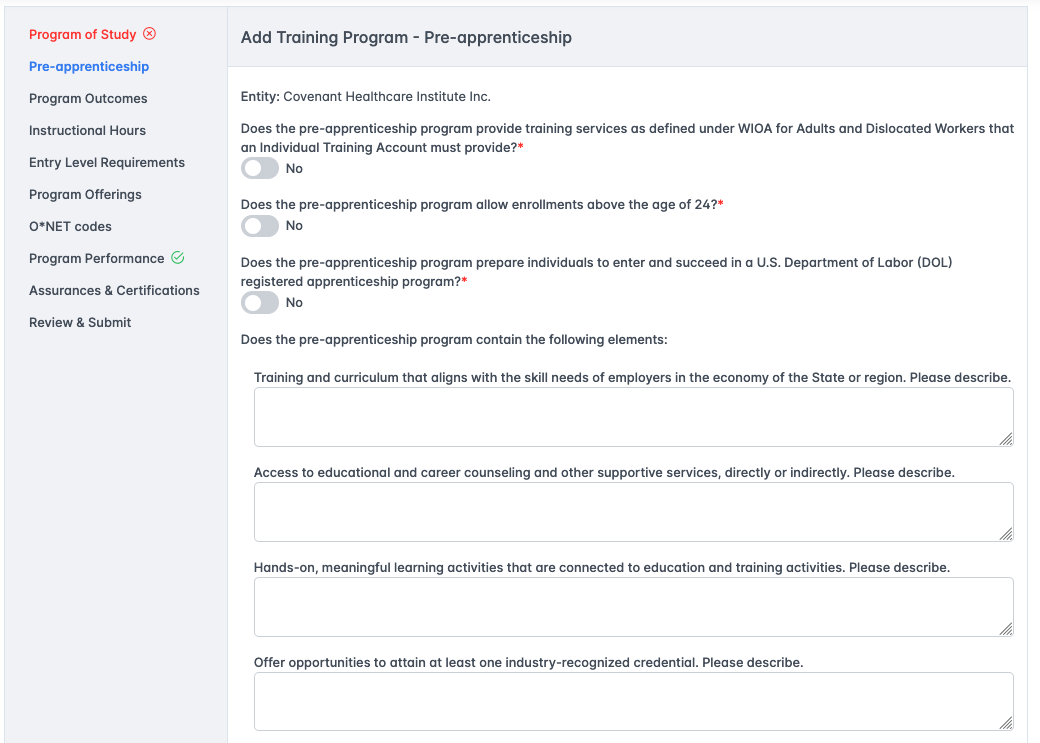 Program of Study
Pre-apprenticeship
Program Outcomes
Instructional Hours
Entry Level Requirements
Program Offerings
O*NET codes
Program Performance
Assurances & Certifications
Review & Submit
Add Training Program - Pre-apprenticeship
Entity: Covenant Healthcare Institute Inc.
Does the pre-apprenticeship program provide training services as defined under WIOA for Adults and Dislocated Workers that
an Individual Training Account must provide?*
No
Does the pre-apprenticeship program allow enrollments above the age of 24?*
No
Does the pre-apprenticeship program prepare individuals to enter and succeed in a U.S. Department of Labor (DOL)
registered apprenticeship program?*
No
Does the pre-apprenticeship program contain the following elements:
Training and curriculum that aligns with the skill needs of employers in the economy of the State or region. Please describe.
Access to educational and career counseling and other supportive services, directly or indirectly. Please describe.
Hands-on, meaningful learning activities that are connected to education and training activities. Please describe.
Offer opportunities to attain at least one industry-recognized credential. Please describe.